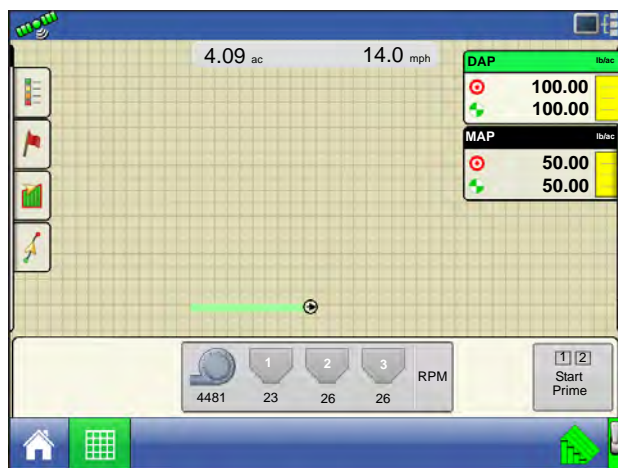 4.09 ac 14.0 mph
DAP lb/ac
100.00
100.00
MAP lb/ac
50.00
50.00
1 2 3
RPM
4481 23 26 26
1 2
Start
Prime